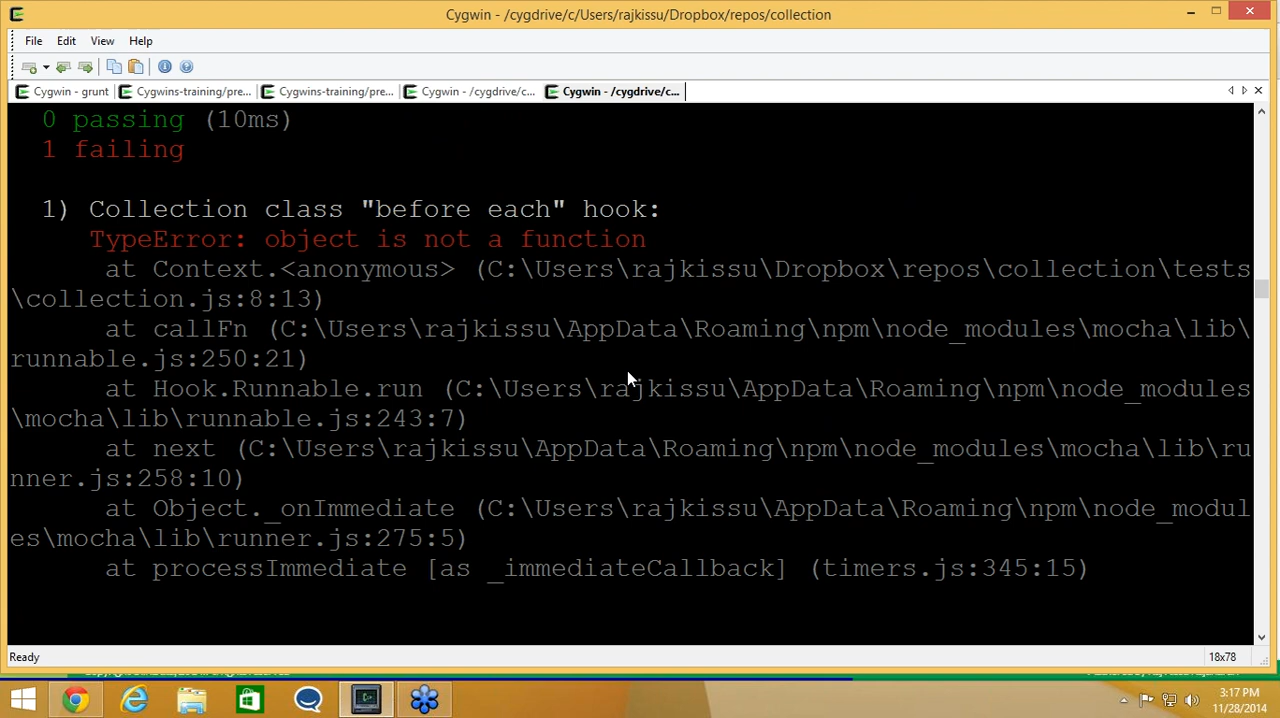 Cygwin - /cygdrive/c/Users/rajkissu/Dropbox/repos/collection
File Edit View Help
Cygwin - grunt Cygwins-training/pre... Cygwins-training/pre... Cygwin - /cygdrive/c... Cygwin - /cygdrive/c...
0 passing (10ms)
1 failing
1) Collection class "before each" hook:
TypeError: object is not a function
at Context.<anonymous> (C:\Users\rajkissu\Dropbox\repos\collection\tests
\collection.js:8:13)
at callFn (C:\Users\rajkissu\AppData\Roaming\npm\node_modules\mocha\lib\
runnable.js:250:21)
at Hook.Runnable.run (C:\Users\rajkissu\AppData\Roaming\npm\node_modules
\mocha\lib\runnable.js:243:7)
at next (C:\Users\rajkissu\AppData\Roaming\npm\node_modules\mocha\lib\ru
nner.js:258:10)
at Object._onImmediate (C:\Users\rajkissu\AppData\Roaming\npm\node_modul
es\mocha\lib\runner.js:275:5)
at processImmediate [as _immediateCallback] (timers.js:345:15)
Ready 18x78
3:17 PM
11/28/2014